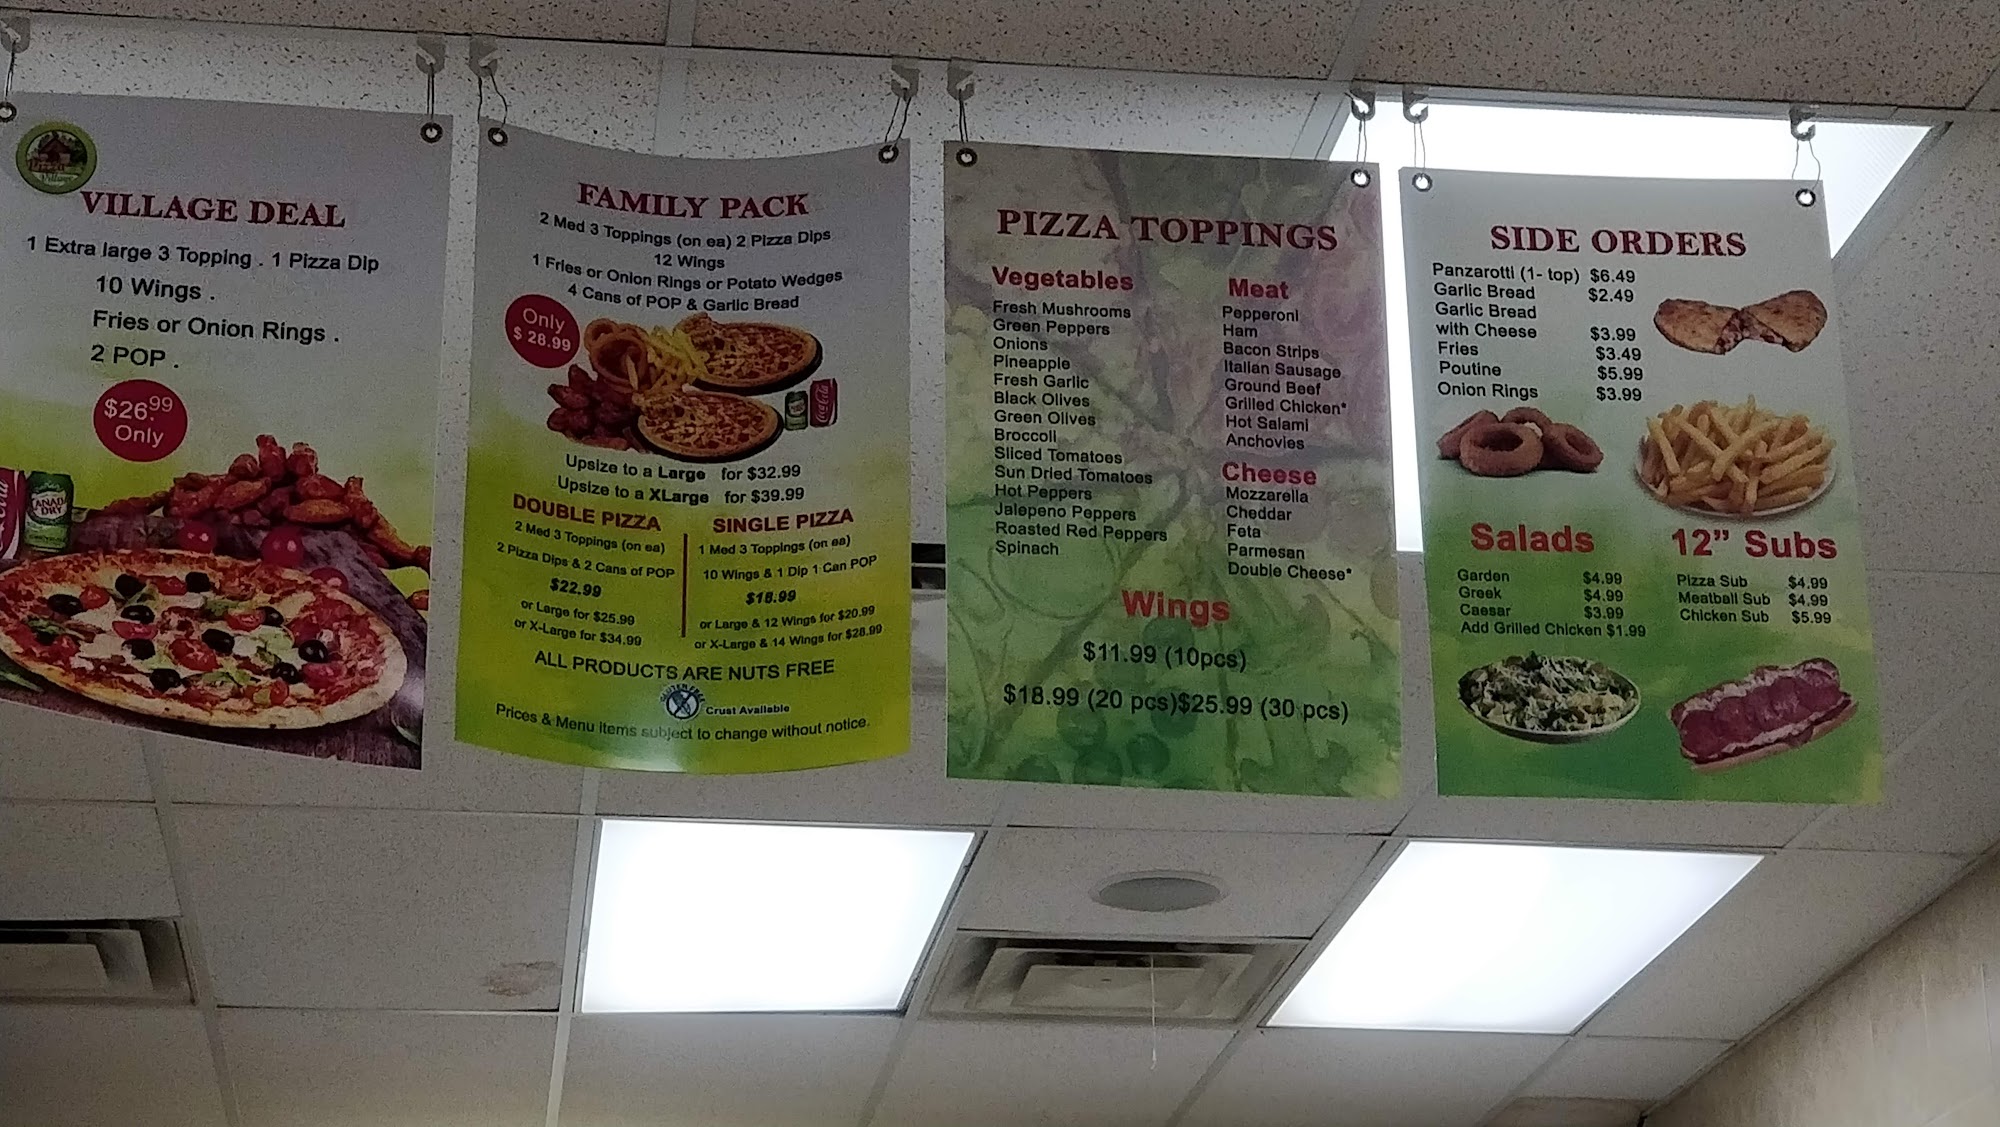 Pizza
Village
VILLAGE DEAL
1 Extra large 3 Topping . 1 Pizza Dip
10 Wings .
Fries or Onion Rings .
2 POP .
$26.99
Only
CANADA
DRY
FAMILY PACK
2 Med 3 Toppings (on ea) 2 Pizza Dips
12 Wings
1 Fries or Onion Rings or Potato Wedges
4 Cans of POP & Garlic Bread
Only
$ 28.99
Coca-Cola
Upsize to a Large for $32.99
Upsize to a XLarge for $39.99
DOUBLE PIZZA
2 Med 3 Toppings (on ea)
2 Pizza Dips & 2 Cans of POP
$22.99
or Large for $25.99
or X-Large for $34.99
SINGLE PIZZA
1 Med 3 Toppings (on ea)
10 Wings & 1 Dip 1 Can POP
$18.99
or Large & 12 Wings for $20.99
or X-Large & 14 Wings for $28.99
ALL PRODUCTS ARE NUTS FREE
GLUTEN FREE
Crust Available
Prices & Menu items subject to change without notice.
PIZZA TOPPINGS
Vegetables
Fresh Mushrooms
Green Peppers
Onions
Pineapple
Fresh Garlic
Black Olives
Green Olives
Broccoli
Sliced Tomatoes
Sun Dried Tomatoes
Hot Peppers
Jalepeno Peppers
Roasted Red Peppers
Spinach
Meat
Pepperoni
Ham
Bacon Strips
Italian Sausage
Ground Beef
Grilled Chicken*
Hot Salami
Anchovies
Cheese
Mozzarella
Cheddar
Feta
Parmesan
Double Cheese*
Wings
$11.99 (10pcs)
$18.99 (20 pcs)$25.99 (30 pcs)
SIDE ORDERS
Panzarotti (1- top) $6.49
Garlic Bread $2.49
Garlic Bread
with Cheese $3.99
Fries $3.49
Poutine $5.99
Onion Rings $3.99
Salads
Garden $4.99
Greek $4.99
Caesar $3.99
Add Grilled Chicken $1.99
12" Subs
Pizza Sub $4.99
Meatball Sub $4.99
Chicken Sub $5.99